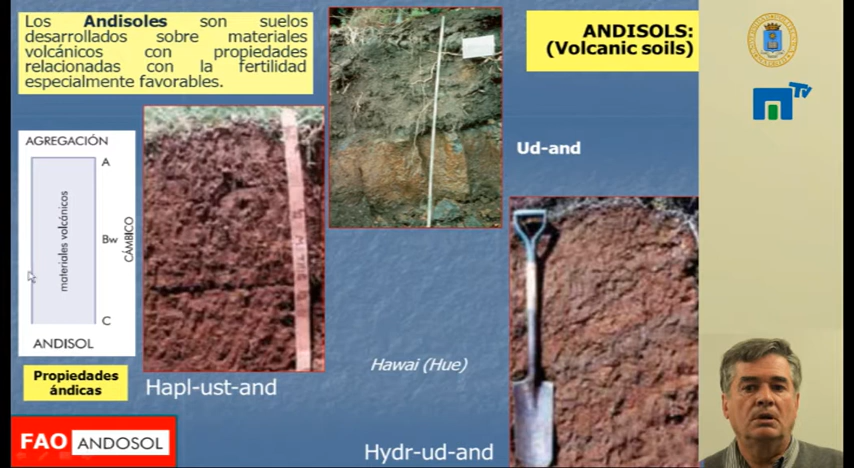 Los Andisoles son suelos
desarrollados sobre materiales
volcánicos con propiedades
relacionadas con la fertilidad
especialmente favorables.
ANDISOLS:
(Volcanic soils)
Tv
AGREGACIÓN
A
materiales volcánicos
Bw
CÁMBICO
C
ANDISOL
Ud-and
Propiedades
ándicas
Hapl-ust-and
Hawai (Hue)
Hydr-ud-and
FAO ANDOSOL